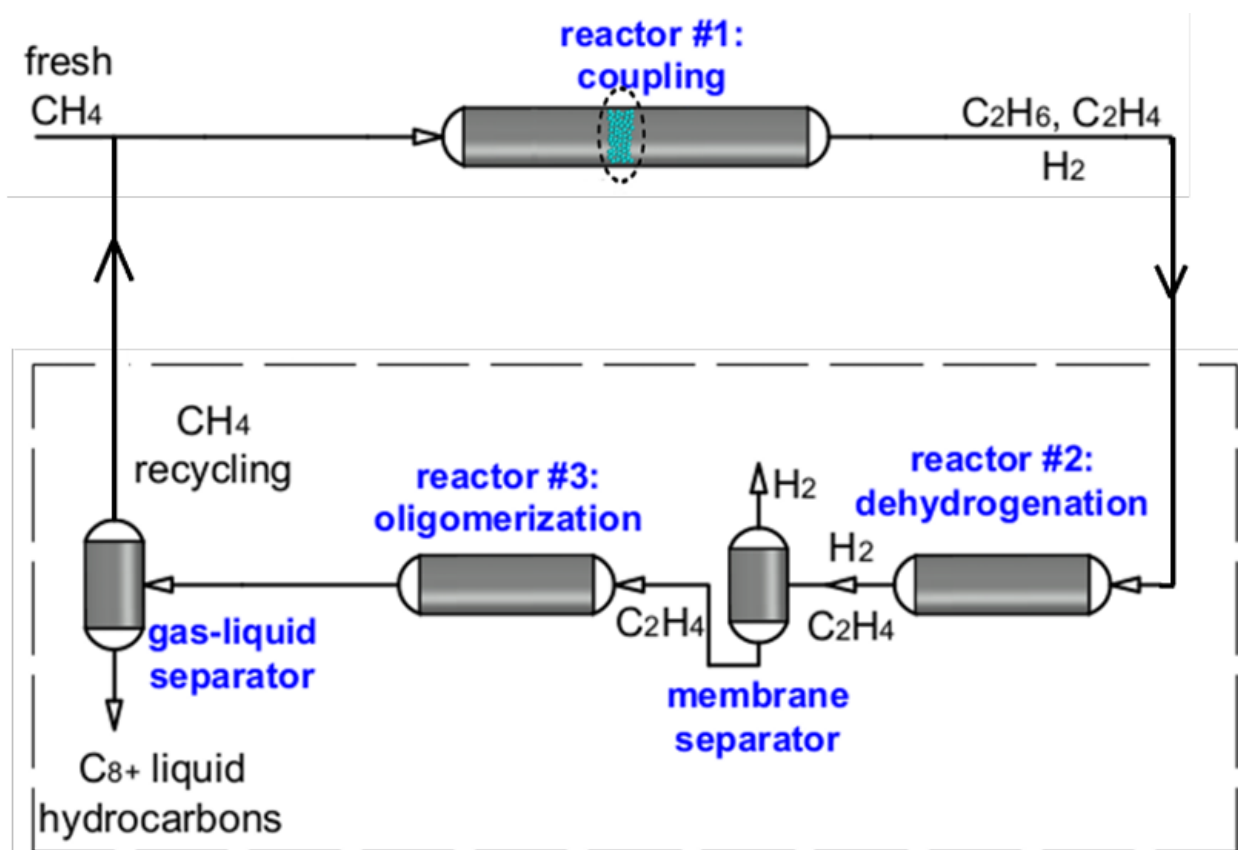 reactor #1:
coupling
fresh
CH4
C2H6, C2H4
H2
CH4
recycling
reactor #3:
oligomerization
H2
reactor #2:
dehydrogenation
H2
C2H4
C2H4
gas-liquid
separator
membrane
separator
C8+ liquid
hydrocarbons